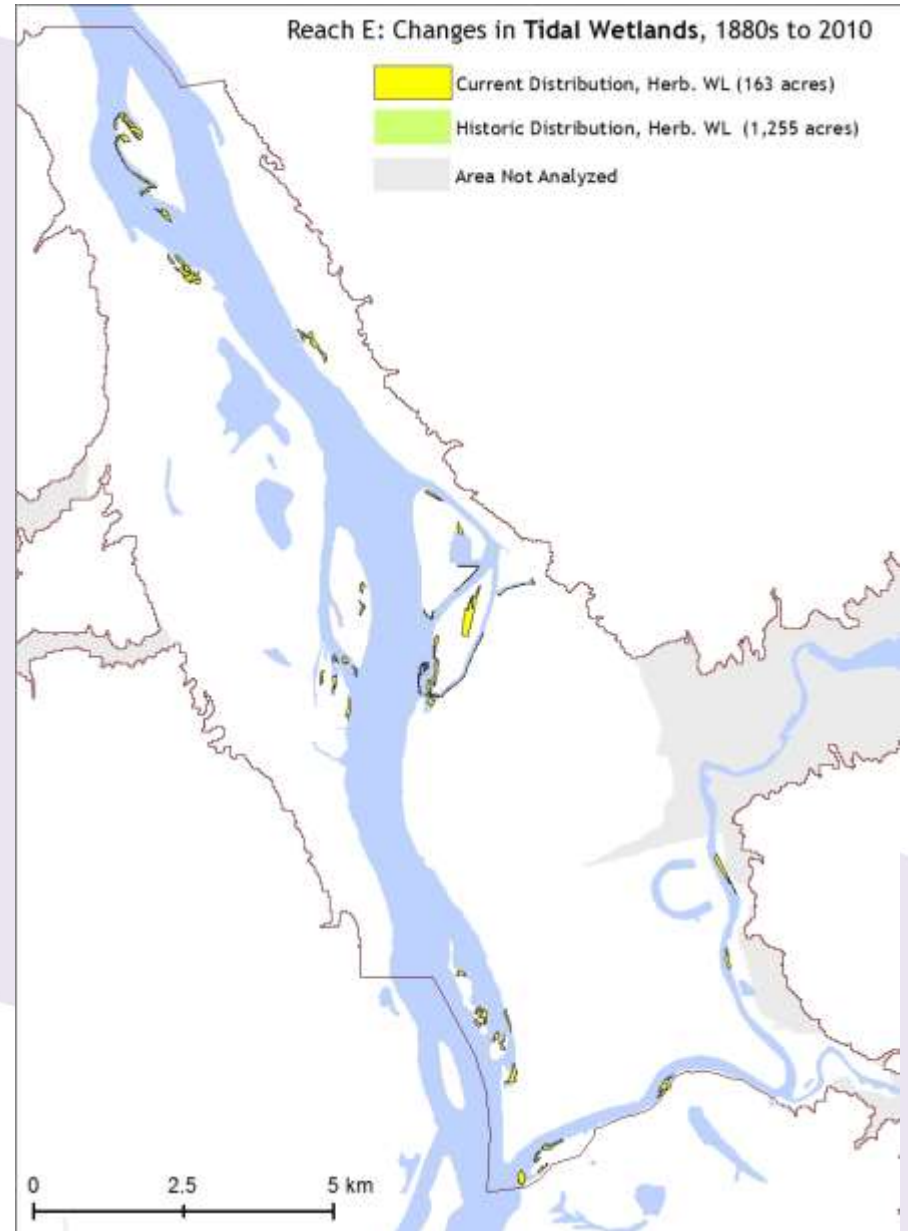 Reach E: Changes in Tidal Wetlands, 1880s to 2010
Current Distribution, Herb. WL (163 acres)
Historic Distribution, Herb. WL (1,255 acres)
Area Not Analyzed
0 2.5 5 km